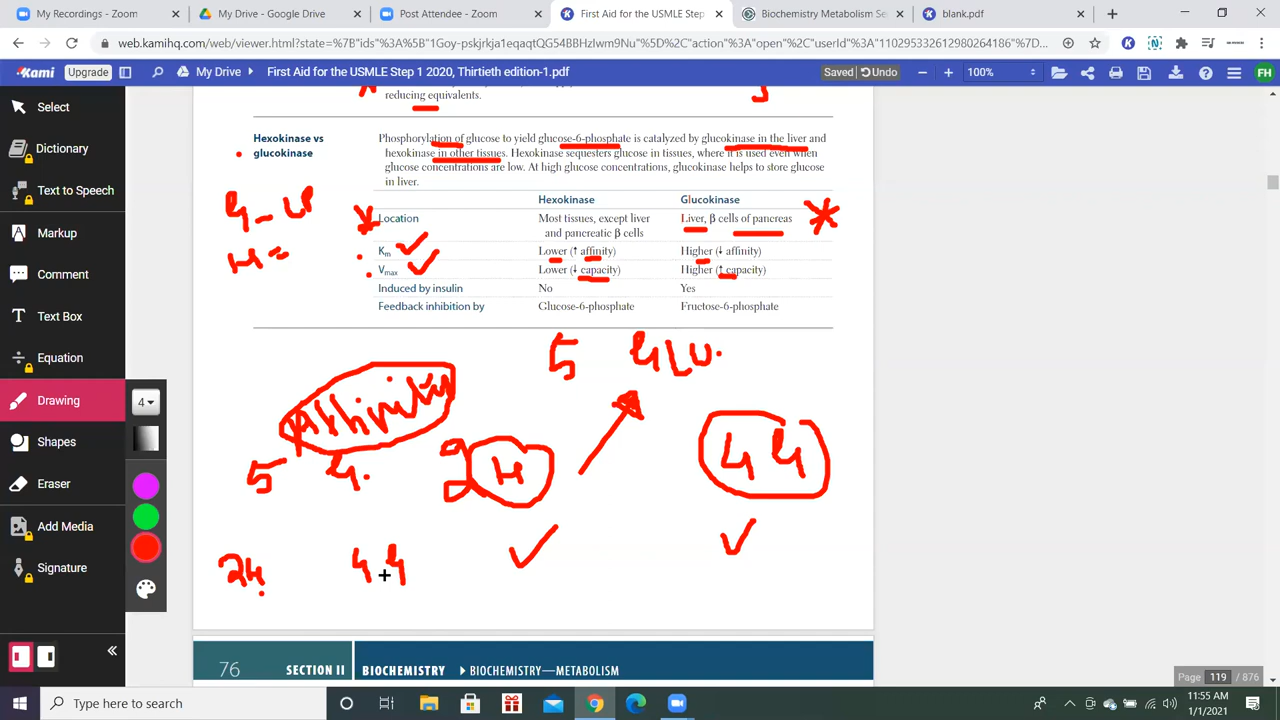 My Recordings - Zoom
My Drive - Google Drive
Post Attendee - Zoom
First Aid for the USMLE Step
Biochemistry Metabolism Se
blank.pdf
web.kamihq.com/web/viewer.html?state=%7B"ids"%3A%5B"1Goy-pskjrkja1eqaqtQG54BBHzlwm9Nu"%5D%2C"action"%3A"open"%2C"userId"%3A"110295332612980264186"%7D...
Kami
Upgrade
My Drive
First Aid for the USMLE Step 1 2020, Thirtieth edition-1.pdf
Saved
Undo
100%
FH
Select
Dictionary
Text to Speech
Markup
Comment
Text Box
Equation
Drawing
Shapes
Eraser
Add Media
Signature
4
reducing equivalents.
Hexokinase vs
glucokinase
Phosphorylation of glucose to yield glucose-6-phosphate is catalyzed by glucokinase in the liver and
hexokinase in other tissues. Hexokinase sequesters glucose in tissues, where it is used even when
glucose concentrations are low. At high glucose concentrations, glucokinase helps to store glucose
in liver.
Hexokinase Glucokinase
Location Most tissues, except liver Liver, β cells of pancreas
and pancreatic β cells
Km Lower (↑ affinity) Higher (↓ affinity)
Vmax Lower (↓ capacity) Higher (↑ capacity)
Induced by insulin No Yes
Feedback inhibition by Glucose-6-phosphate Fructose-6-phosphate
5
H
76 SECTION II BIOCHEMISTRY BIOCHEMISTRY—METABOLISM
Page 119 / 876
Type here to search
11:55 AM
1/1/2021